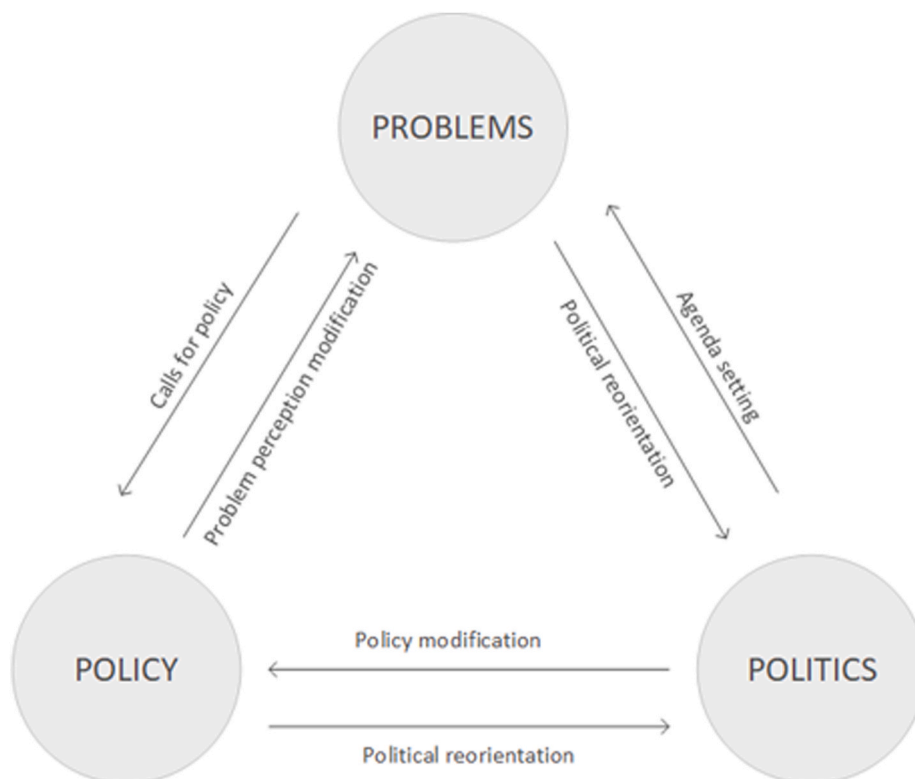 PROBLEMS
Calls for policy
Problem perception modification
Political reorientation
Agenda setting
Policy modification
POLICY
POLITICS
Political reorientation